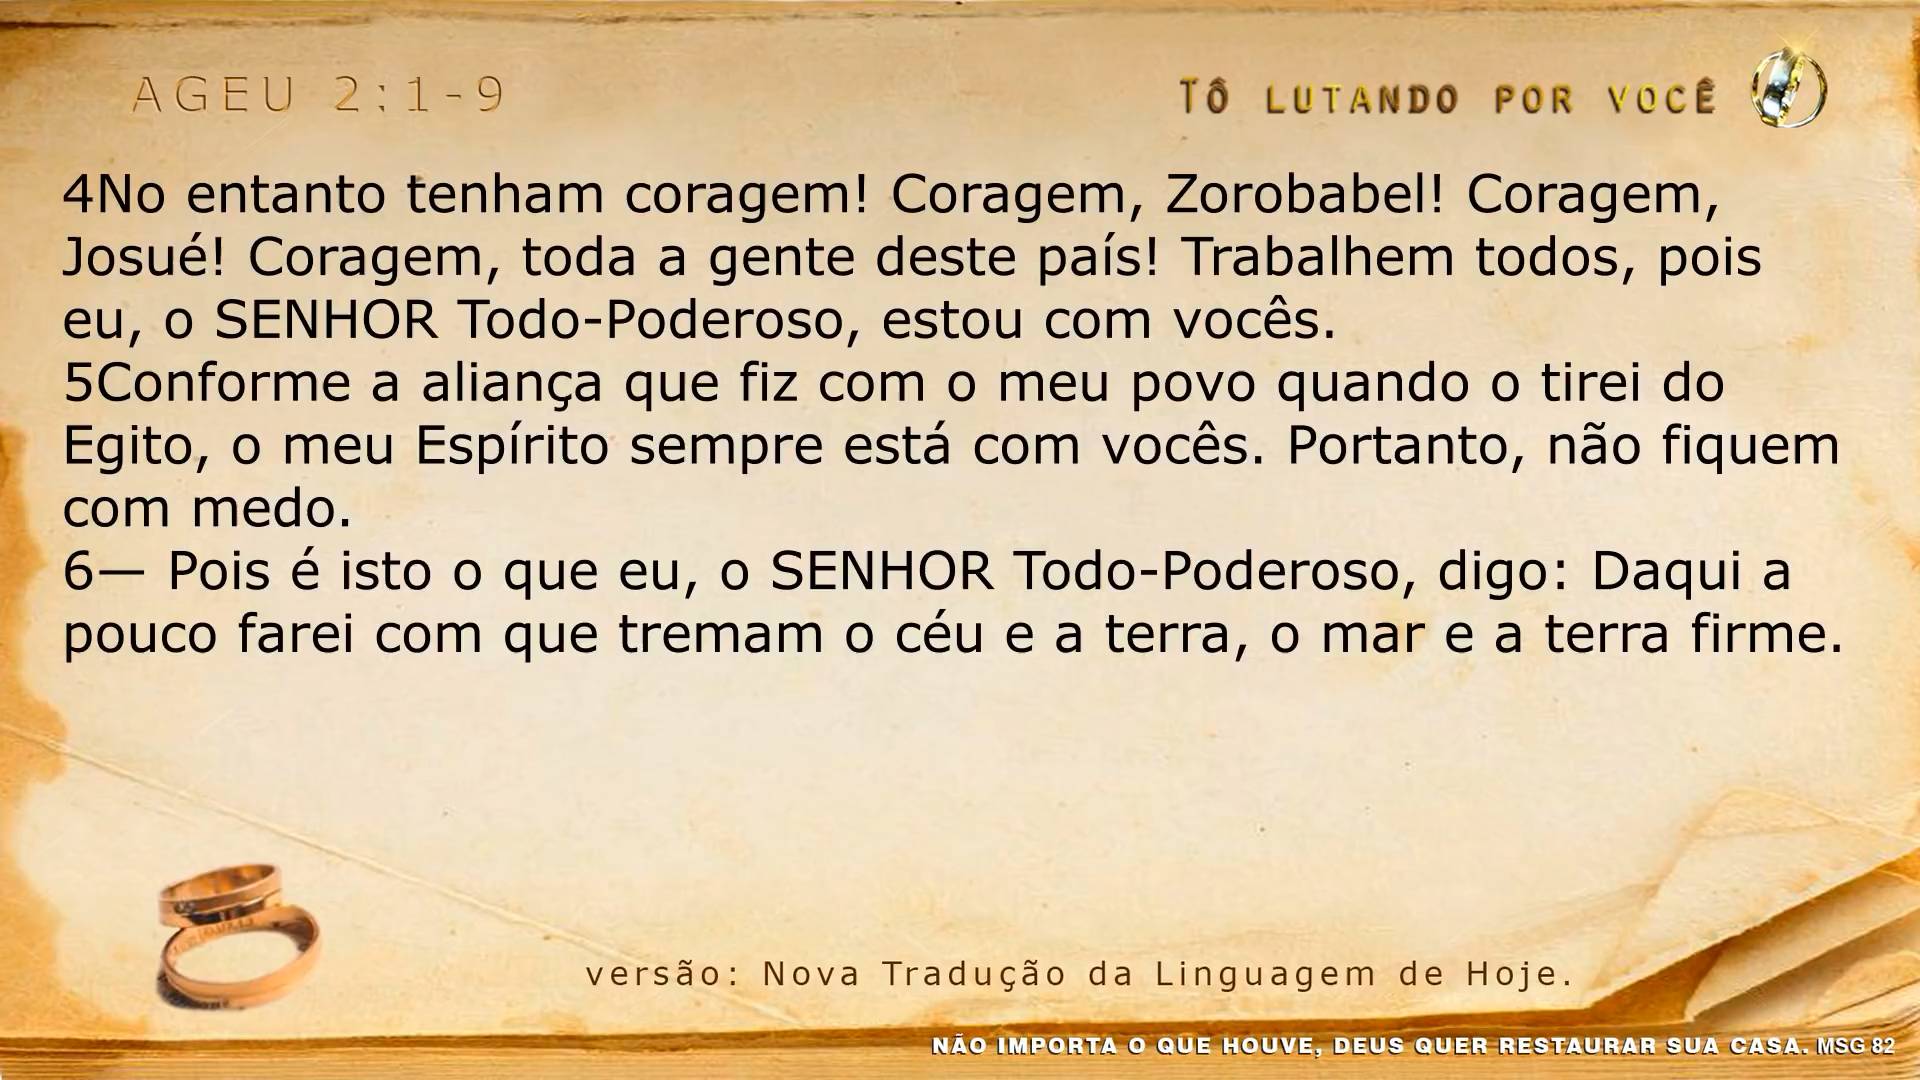 AGEU 2:1-9
TÔ LUTANDO POR VOCÊ
4No entanto tenham coragem! Coragem, Zorobabel! Coragem,
Josué! Coragem, toda a gente deste país! Trabalhem todos, pois
eu, o SENHOR Todo-Poderoso, estou com vocês.
5Conforme a aliança que fiz com o meu povo quando o tirei do
Egito, o meu Espírito sempre está com vocês. Portanto, não fiquem
com medo.
6— Pois é isto o que eu, o SENHOR Todo-Poderoso, digo: Daqui a
pouco farei com que tremam o céu e a terra, o mar e a terra firme.
versão: Nova Tradução da Linguagem de Hoje.
NÃO IMPORTA O QUE HOUVE, DEUS QUER RESTAURAR SUA CASA. MSG 82